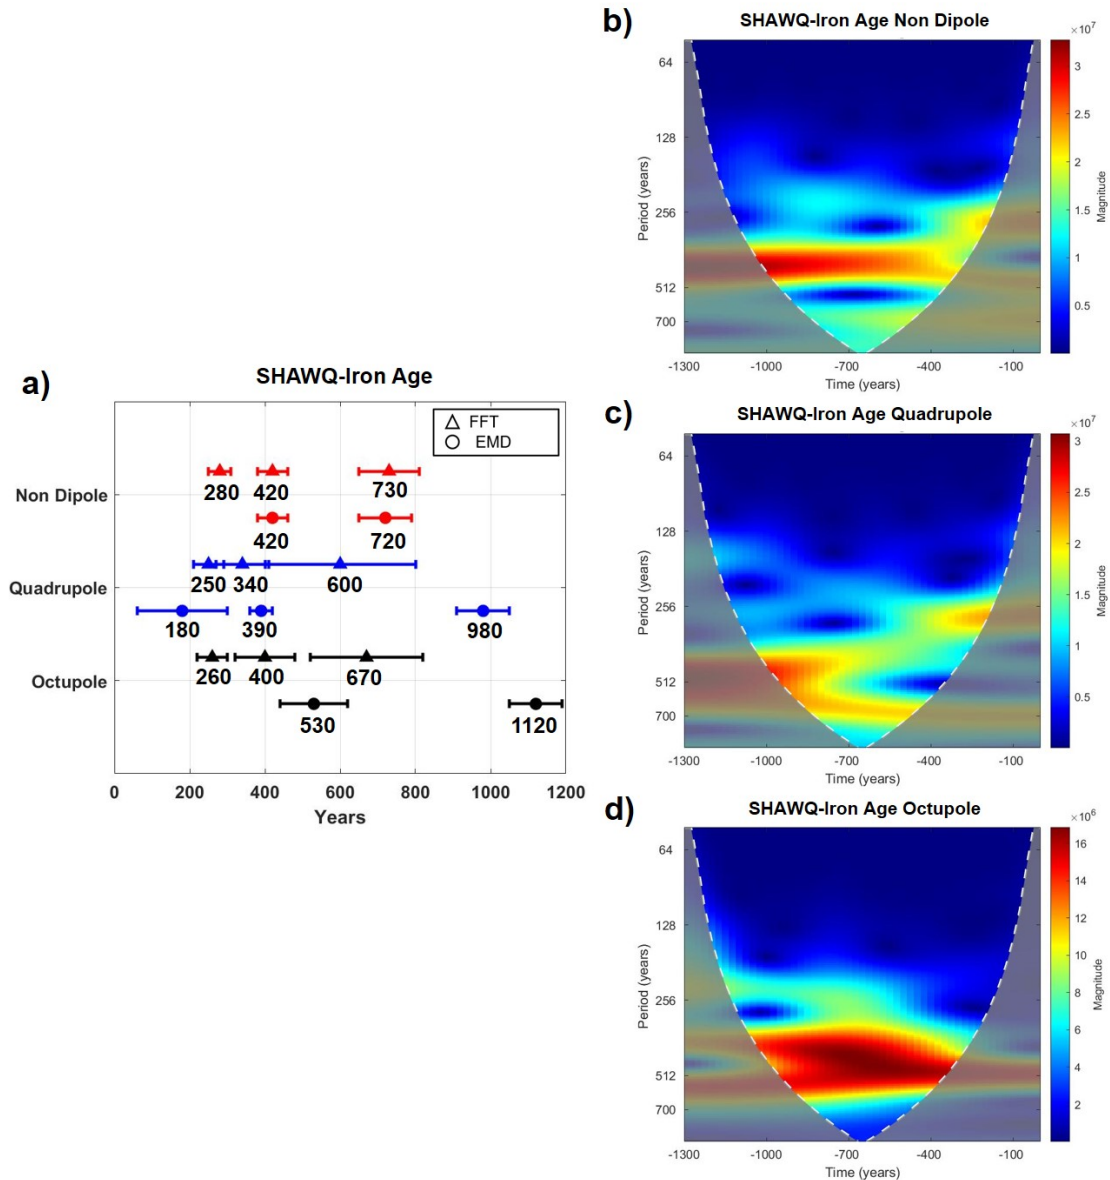 a)
SHAWQ-Iron Age
FFT
EMD
Non Dipole
280 420 730
420 720
Quadrupole
250 340 600
180 390 980
Octupole
260 400 670
530 1120
0 200 400 600 800 1000 1200
Years
b)
SHAWQ-Iron Age Non Dipole
×10⁷
Period (years)
64
128
256
512
700
-1300 -1000 -700 -400 -100
Time (years)
3
2.5
2
1.5
1
0.5
Magnitude
c)
SHAWQ-Iron Age Quadrupole
×10⁷
Period (years)
64
128
256
512
700
-1300 -1000 -700 -400 -100
Time (years)
3
2.5
2
1.5
1
0.5
Magnitude
d)
SHAWQ-Iron Age Octupole
×10⁶
Period (years)
64
128
256
512
700
-1300 -1000 -700 -400 -100
Time (years)
16
14
12
10
8
6
4
2
Magnitude